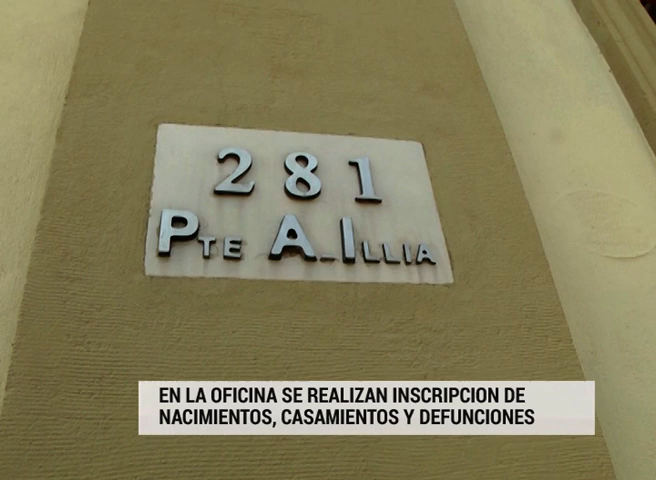 281
PTE A. ILLIA
EN LA OFICINA SE REALIZAN INSCRIPCION DE
NACIMIENTOS, CASAMIENTOS Y DEFUNCIONES